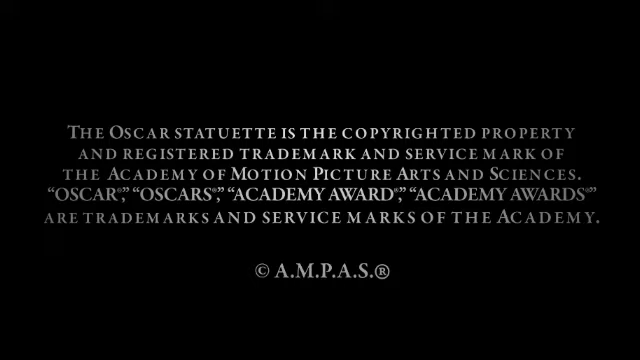 THE OSCAR STATUETTE IS THE COPYRIGHTED PROPERTY
AND REGISTERED TRADEMARK AND SERVICE MARK OF
THE ACADEMY OF MOTION PICTURE ARTS AND SCIENCES.
“OSCAR®,” “OSCARS®,” “ACADEMY AWARD®,” “ACADEMY AWARDS®”
ARE TRADEMARKS AND SERVICE MARKS OF THE ACADEMY.
© A.M.P.A.S.®